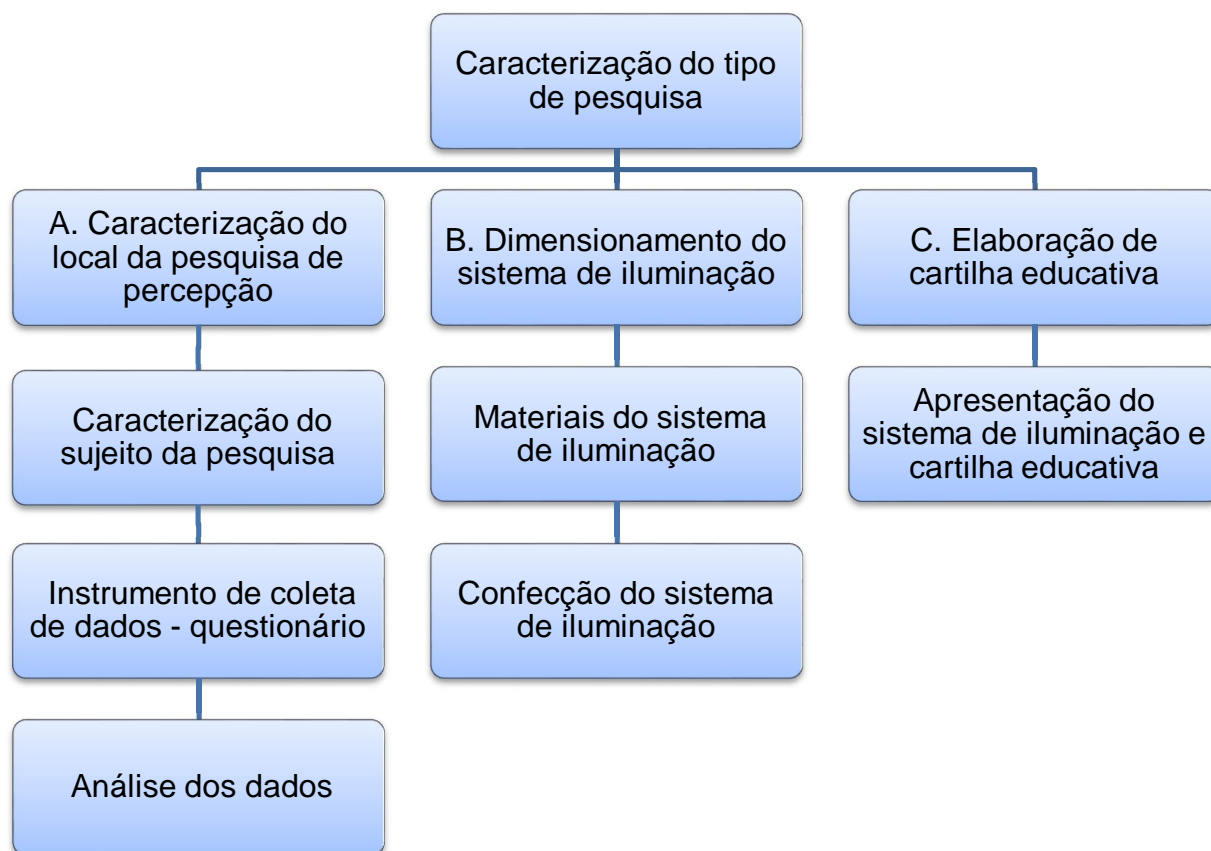 Caracterização do tipo
de pesquisa
A. Caracterização do
local da pesquisa de
percepção
Caracterização do
sujeito da pesquisa
Instrumento de coleta
de dados - questionário
Análise dos dados
B. Dimensionamento do
sistema de iluminação
Materiais do sistema
de iluminação
Confecção do sistema
de iluminação
C. Elaboração de
cartilha educativa
Apresentação do
sistema de iluminação e
cartilha educativa